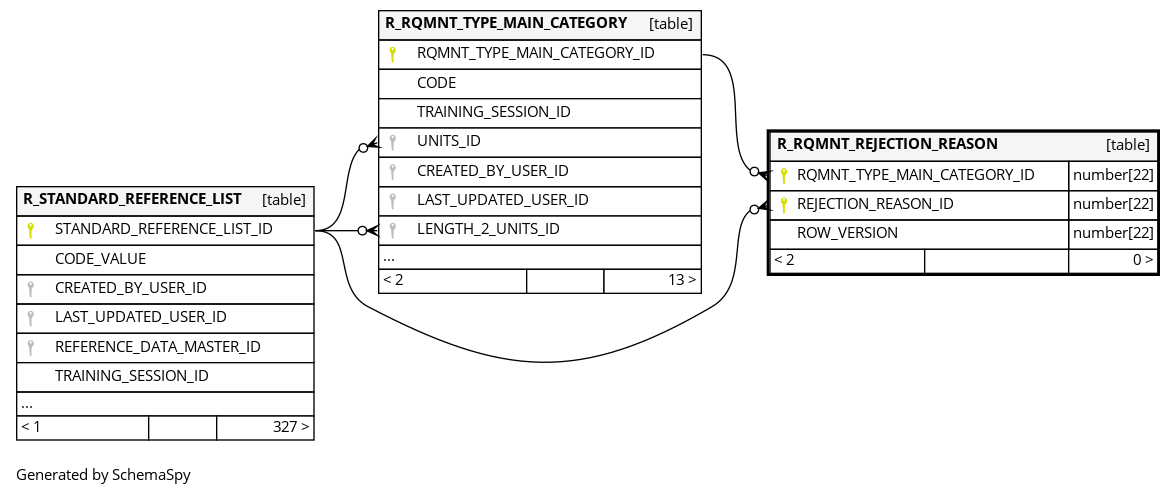 R_RQMNT_TYPE_MAIN_CATEGORY [table]
RQMNT_TYPE_MAIN_CATEGORY_ID
CODE
TRAINING_SESSION_ID
UNITS_ID
CREATED_BY_USER_ID
LAST_UPDATED_USER_ID
LENGTH_2_UNITS_ID
...
< 2 13 >
R_RQMNT_REJECTION_REASON [table]
RQMNT_TYPE_MAIN_CATEGORY_ID number[22]
REJECTION_REASON_ID number[22]
ROW_VERSION number[22]
< 2 0 >
R_STANDARD_REFERENCE_LIST [table]
STANDARD_REFERENCE_LIST_ID
CODE_VALUE
CREATED_BY_USER_ID
LAST_UPDATED_USER_ID
REFERENCE_DATA_MASTER_ID
TRAINING_SESSION_ID
...
< 1 327 >
Generated by SchemaSpy